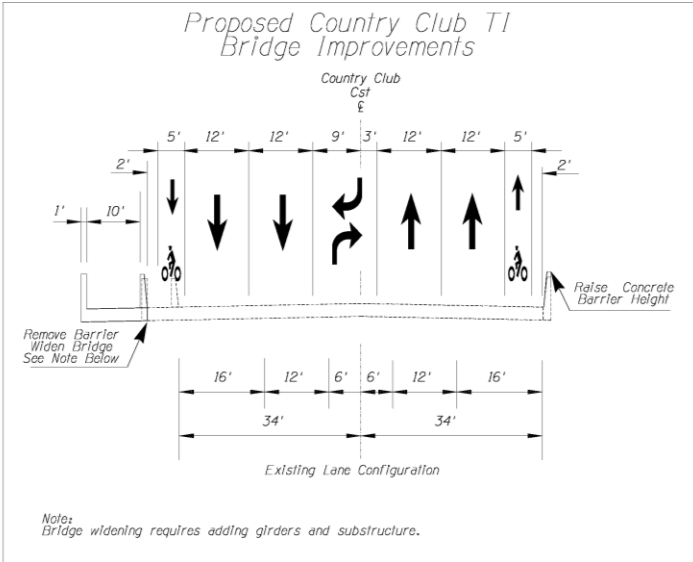 Proposed Country Club TI
Bridge Improvements
Country Club
Cst
℄
5' 12' 12' 9' 3' 12' 12' 5'
2' 2'
1' 10'
Raise Concrete
Barrier Height
Remove Barrier
Widen Bridge
See Note Below
16' 12' 6' 6' 12' 16'
34' 34'
Existing Lane Configuration
Note:
Bridge widening requires adding girders and substructure.